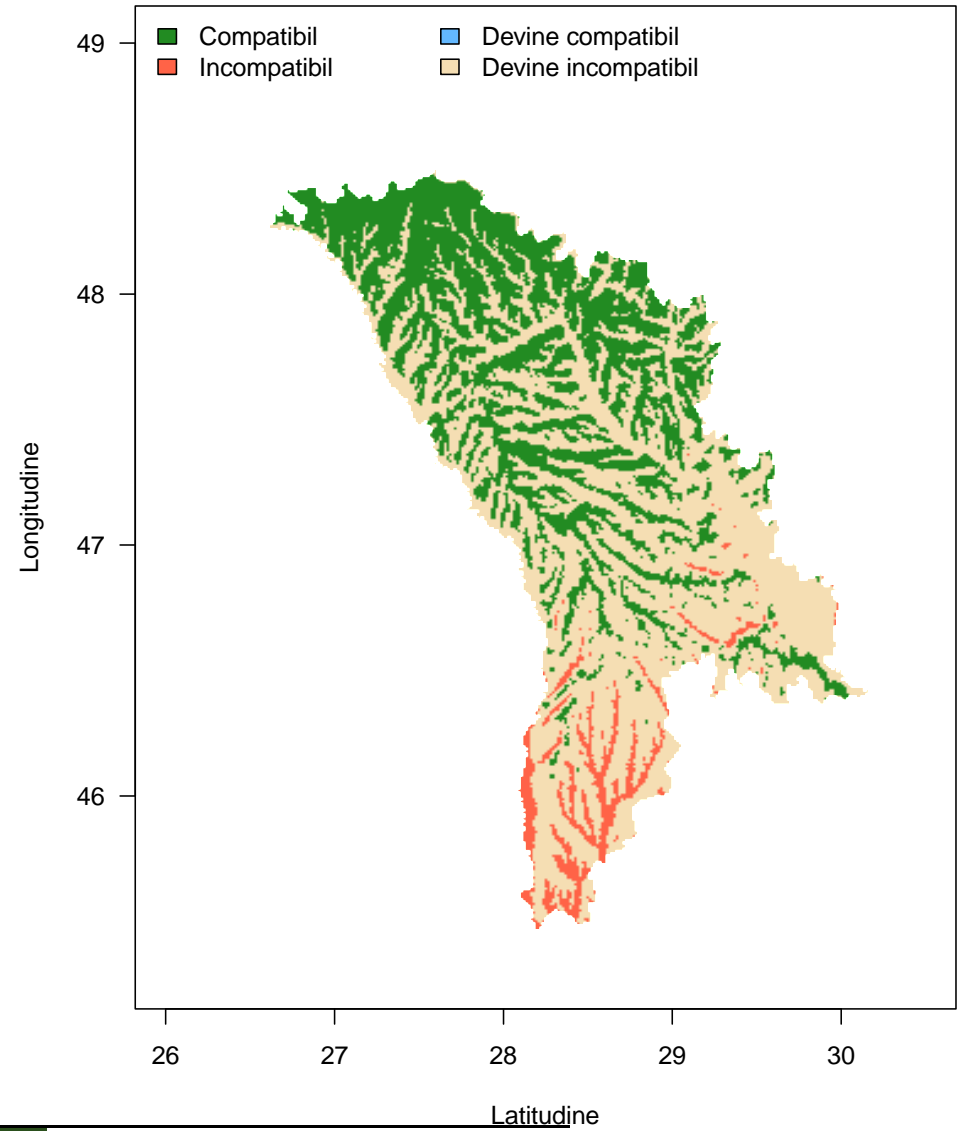 Compatibil Devine compatibil
Incompatibil Devine incompatibil
49
48
47
46
Longitudine
26 27 28 29 30
Latitudine